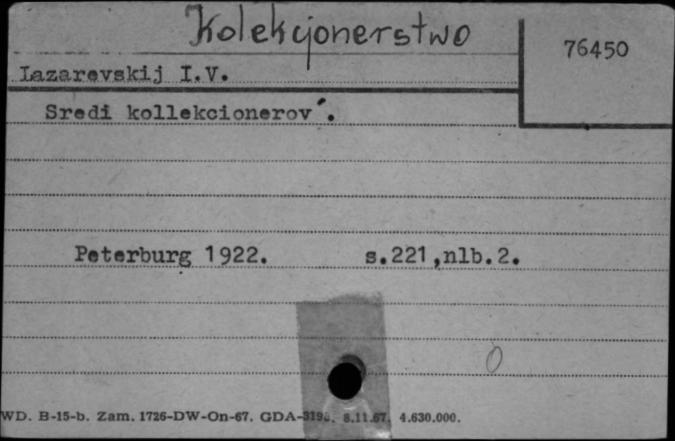 Kolekcjonerstwo
76450
Lazarevskij I.V.
Sredi kollekcionerov´.
Peterburg 1922. s.221,nlb.2.
0
WD. B-15-b. Zam. 1726-DW-On-67. GDA-3198. 8.11.67. 4.630.000.